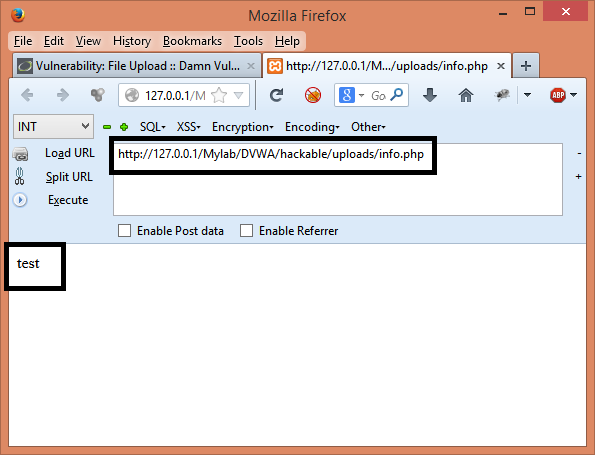 Mozilla Firefox
File Edit View History Bookmarks Tools Help
Vulnerability: File Upload :: Damn Vul... http://127.0.0.1/M.../uploads/info.php
127.0.0.1/M Go ABP
INT SQL XSS Encryption Encoding Other
Load URL http://127.0.0.1/Mylab/DVWA/hackable/uploads/info.php
Split URL
Execute
Enable Post data Enable Referrer
test